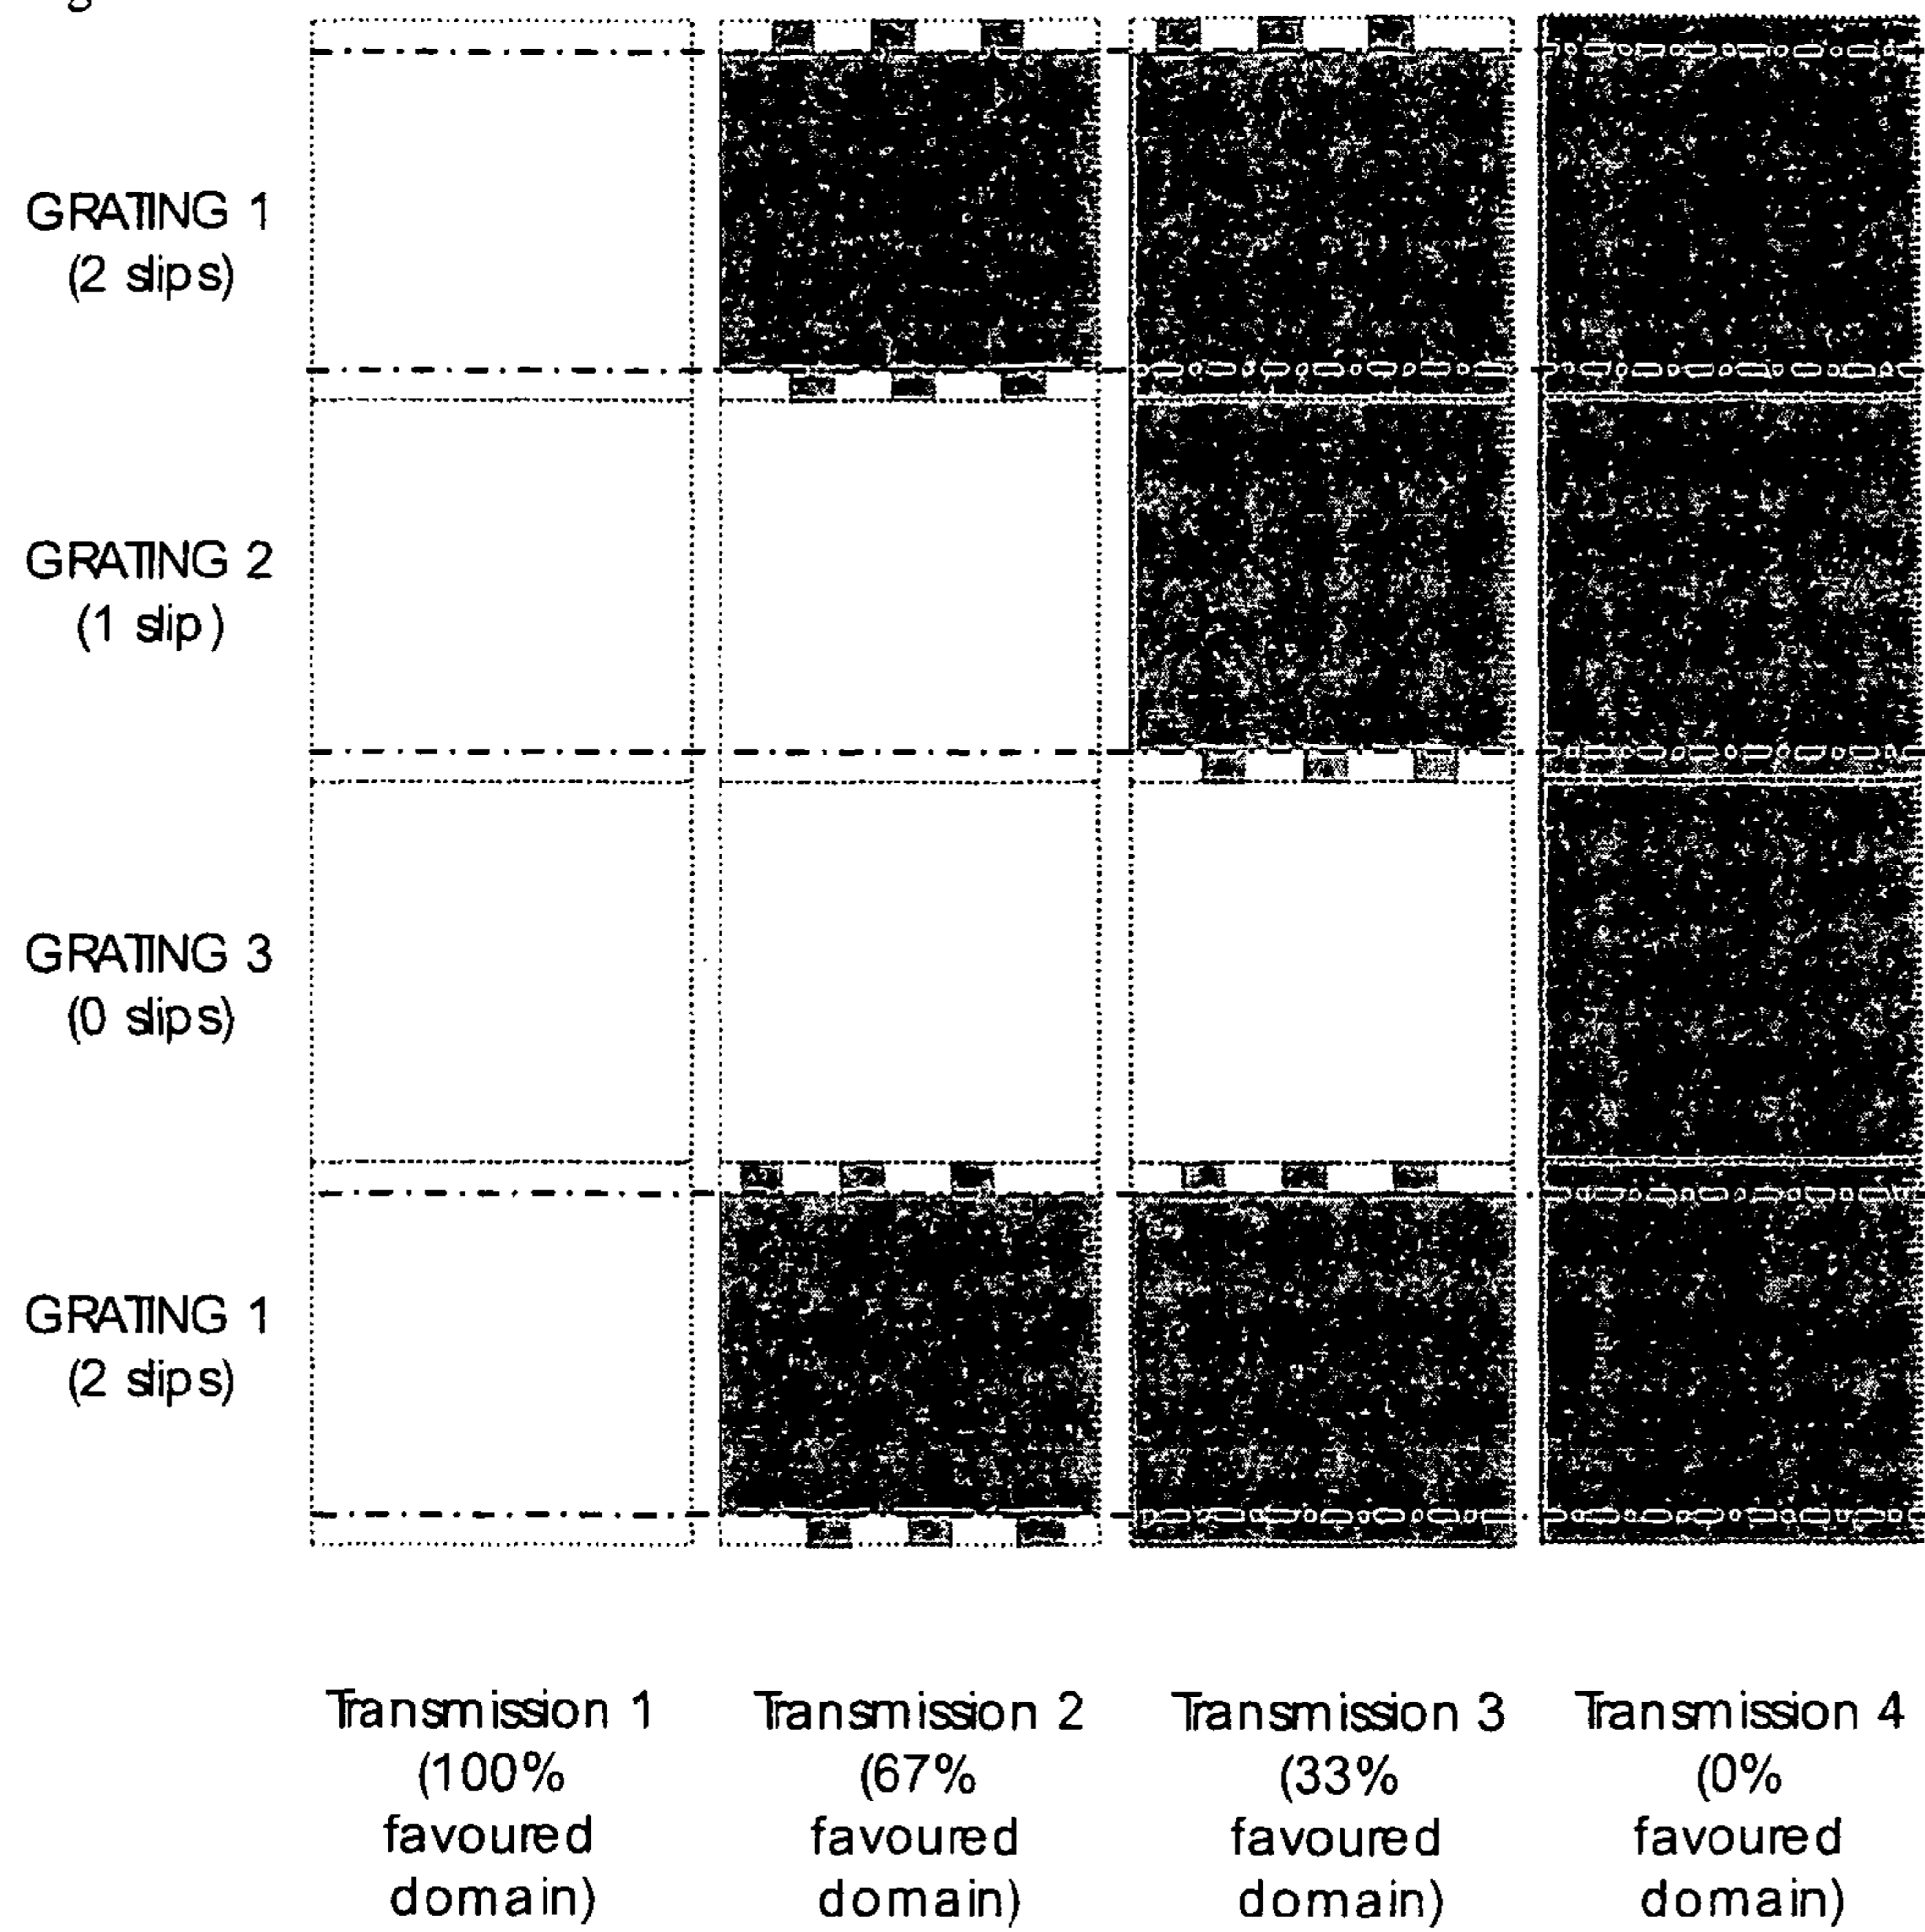 GRATING 1
(2 slips)
GRATING 2
(1 slip)
GRATING 3
(0 slips)
GRATING 1
(2 slips)
Transmission 1
(100%
favoured
domain)
Transmission 2
(67%
favoured
domain)
Transmission 3
(33%
favoured
domain)
Transmission 4
(0%
favoured
domain)